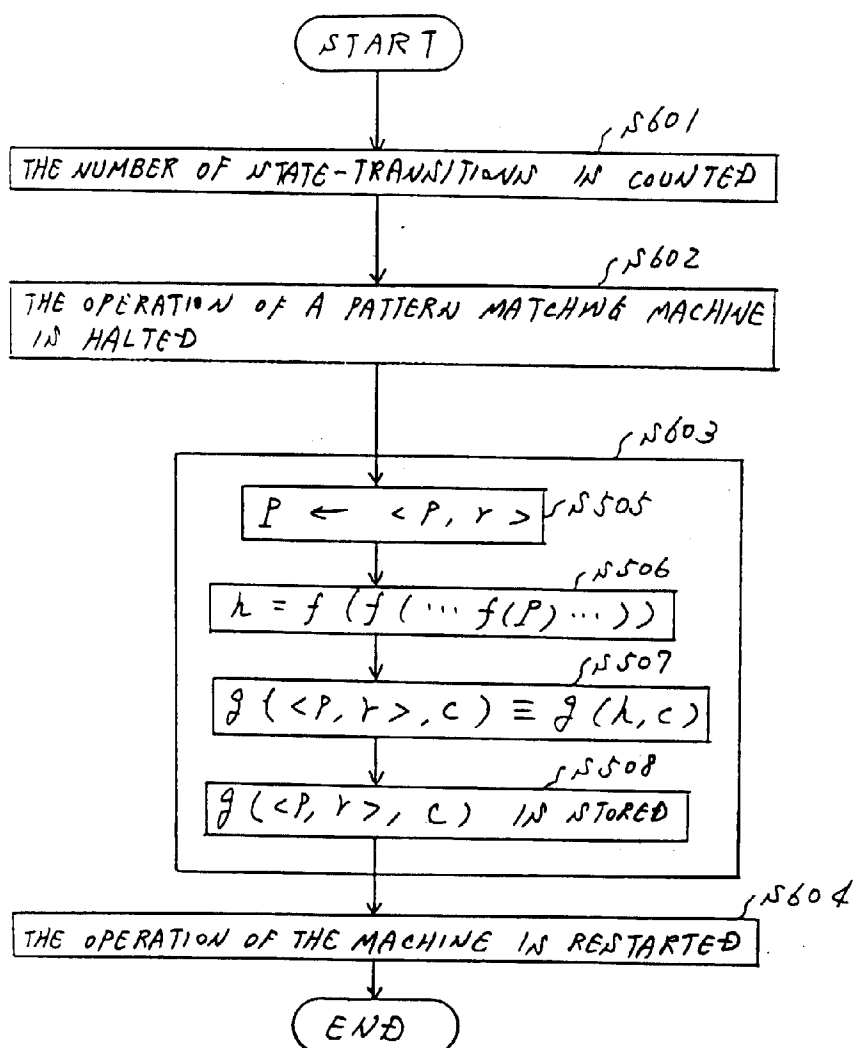 START
S601
THE NUMBER OF STATE-TRANSITIONS IS COUNTED
S602
THE OPERATION OF A PATTERN MATCHING MACHINE
IS HALTED
S603
P ← <P, r>
S505
S506
h = f (f (⋯ f(P) ⋯ ))
S507
g (<P, r>, c) ≡ g (h, c)
S508
g (<P, r>, c) IS STORED
S604
THE OPERATION OF THE MACHINE IS RESTARTED
END